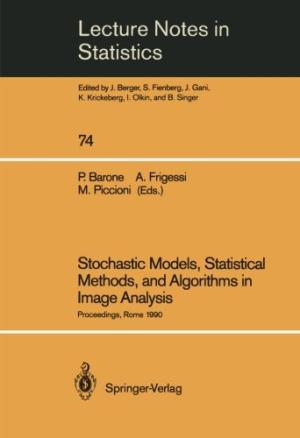 Lecture Notes in
Statistics
Edited by J. Berger, S. Fienberg, J. Gani,
K. Krickeberg, I. Olkin, and B. Singer
74
P. Barone A. Frigessi
M. Piccioni (Eds.)
Stochastic Models, Statistical
Methods, and Algorithms in
Image Analysis
Proceedings, Rome 1990
Springer-Verlag